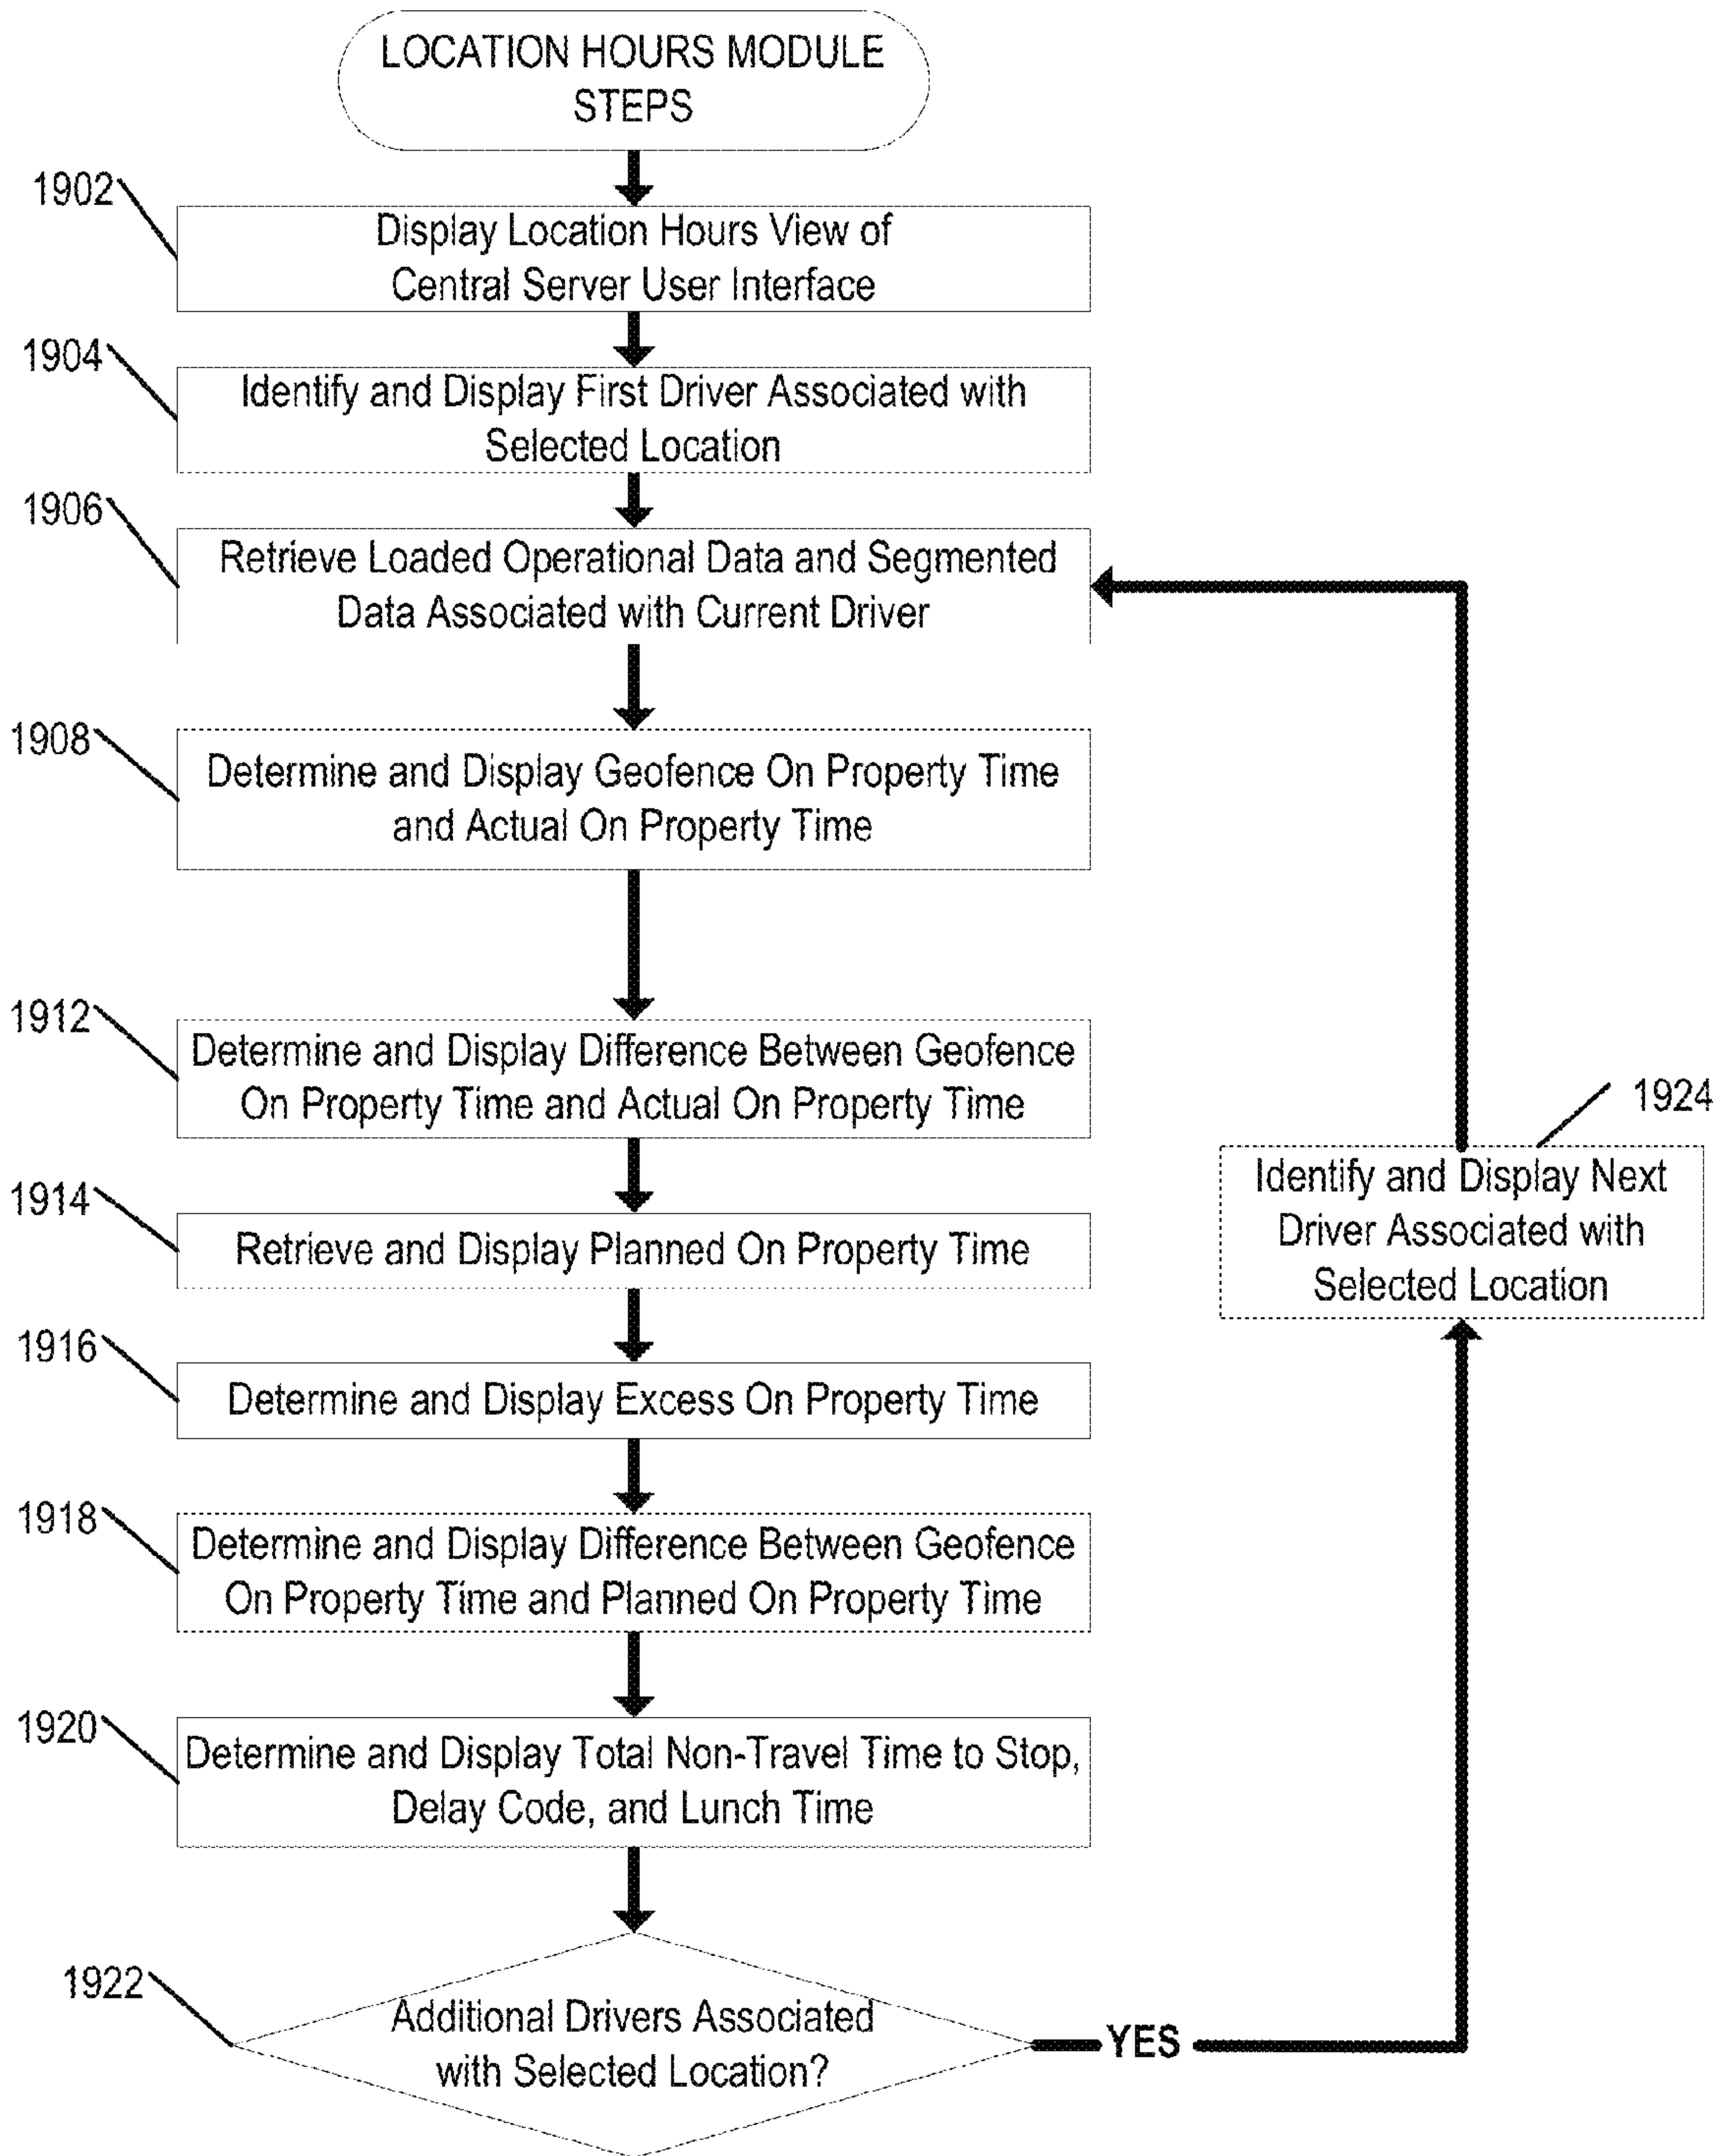 LOCATION HOURS MODULE
STEPS
1902
Display Location Hours View of
Central Server User Interface
1904
Identify and Display First Driver Associated with
Selected Location
1906
Retrieve Loaded Operational Data and Segmented
Data Associated with Current Driver
1908
Determine and Display Geofence On Property Time
and Actual On Property Time
1912
Determine and Display Difference Between Geofence
On Property Time and Actual On Property Time
1914
Retrieve and Display Planned On Property Time
1916
Determine and Display Excess On Property Time
1918
Determine and Display Difference Between Geofence
On Property Time and Planned On Property Time
1920
Determine and Display Total Non-Travel Time to Stop,
Delay Code, and Lunch Time
1922
Additional Drivers Associated
with Selected Location?
YES
1924
Identify and Display Next
Driver Associated with
Selected Location